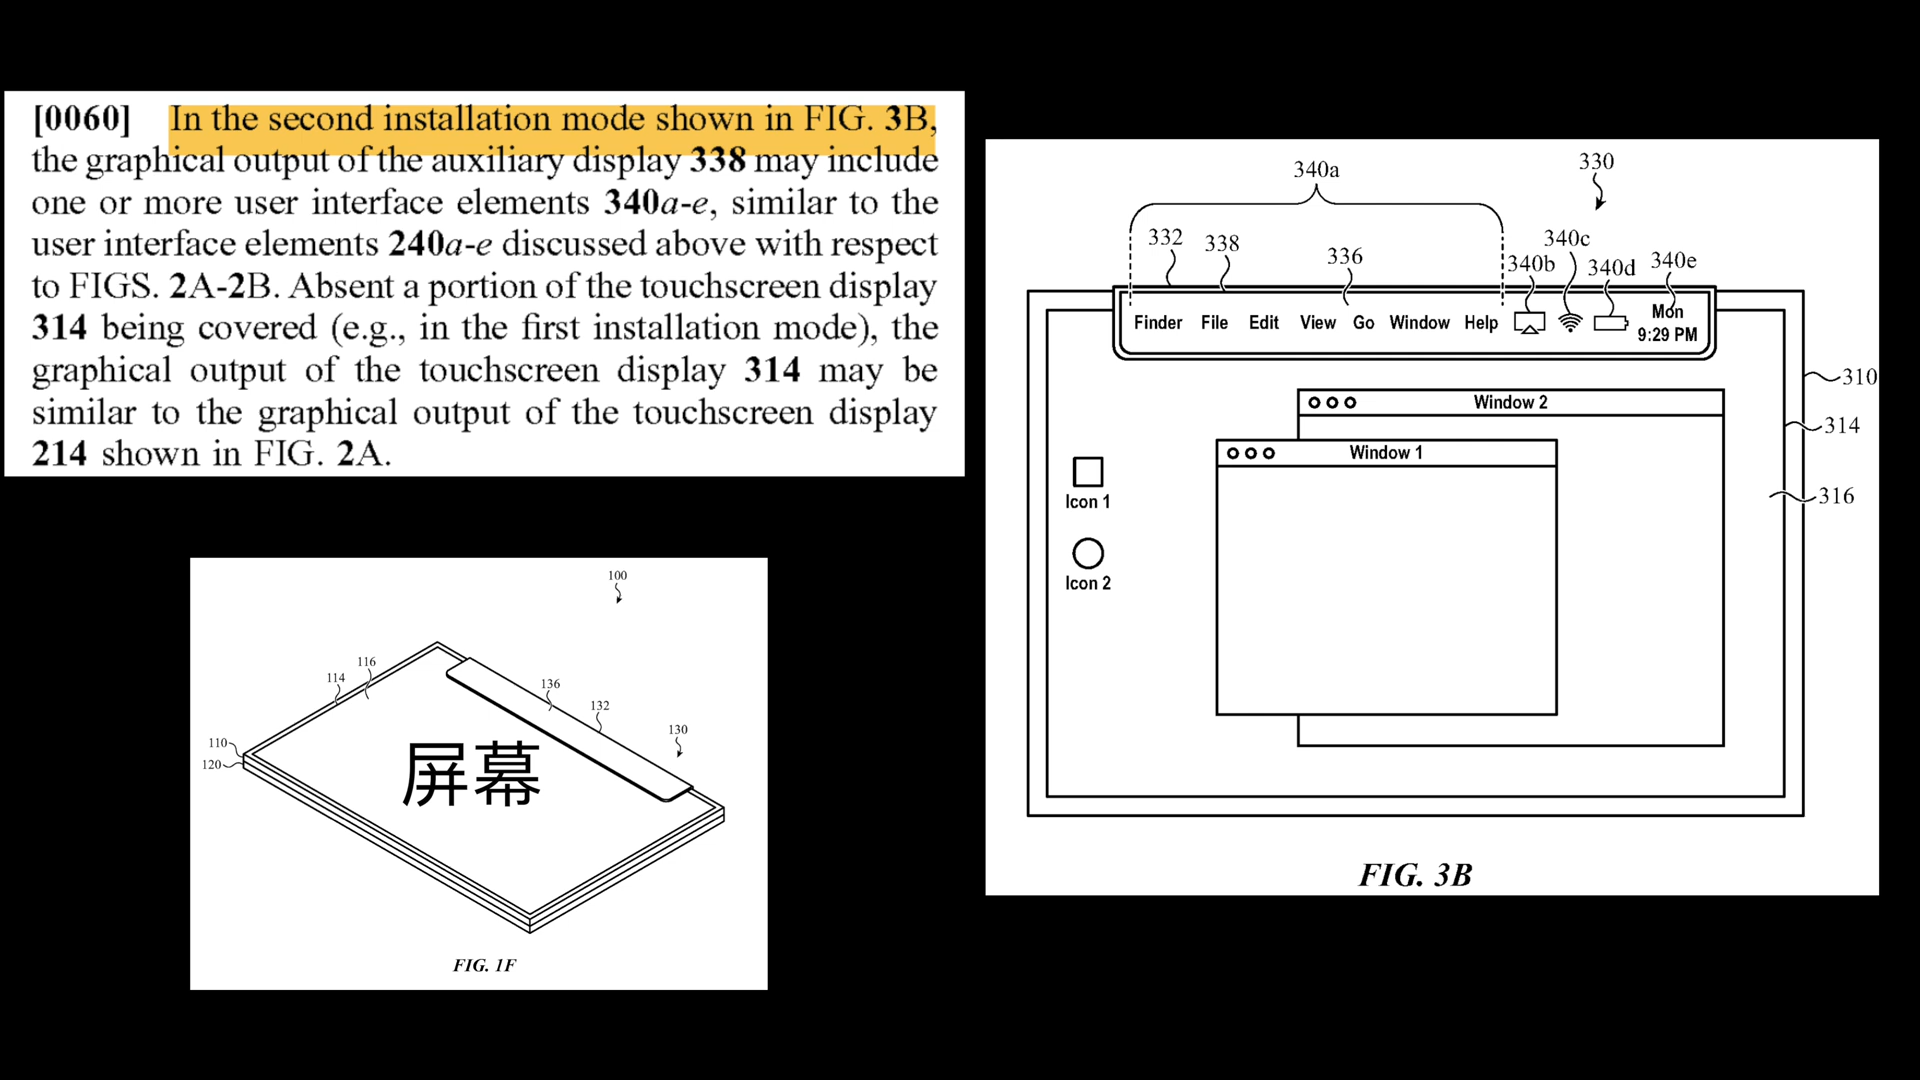 [0060] In the second installation mode shown in FIG. 3B,
the graphical output of the auxiliary display 338 may include
one or more user interface elements 340a-e, similar to the
user interface elements 240a-e discussed above with respect
to FIGS. 2A-2B. Absent a portion of the touchscreen display
314 being covered (e.g., in the first installation mode), the
graphical output of the touchscreen display 314 may be
similar to the graphical output of the touchscreen display
214 shown in FIG. 2A.
100
116
114
136
132
130
110
120
屏幕
FIG. 1F
340a
330
332
338
336
340b
340c
340d
340e
Finder File Edit View Go Window Help
Mon
9:29 PM
310
314
316
Window 2
Window 1
Icon 1
Icon 2
FIG. 3B